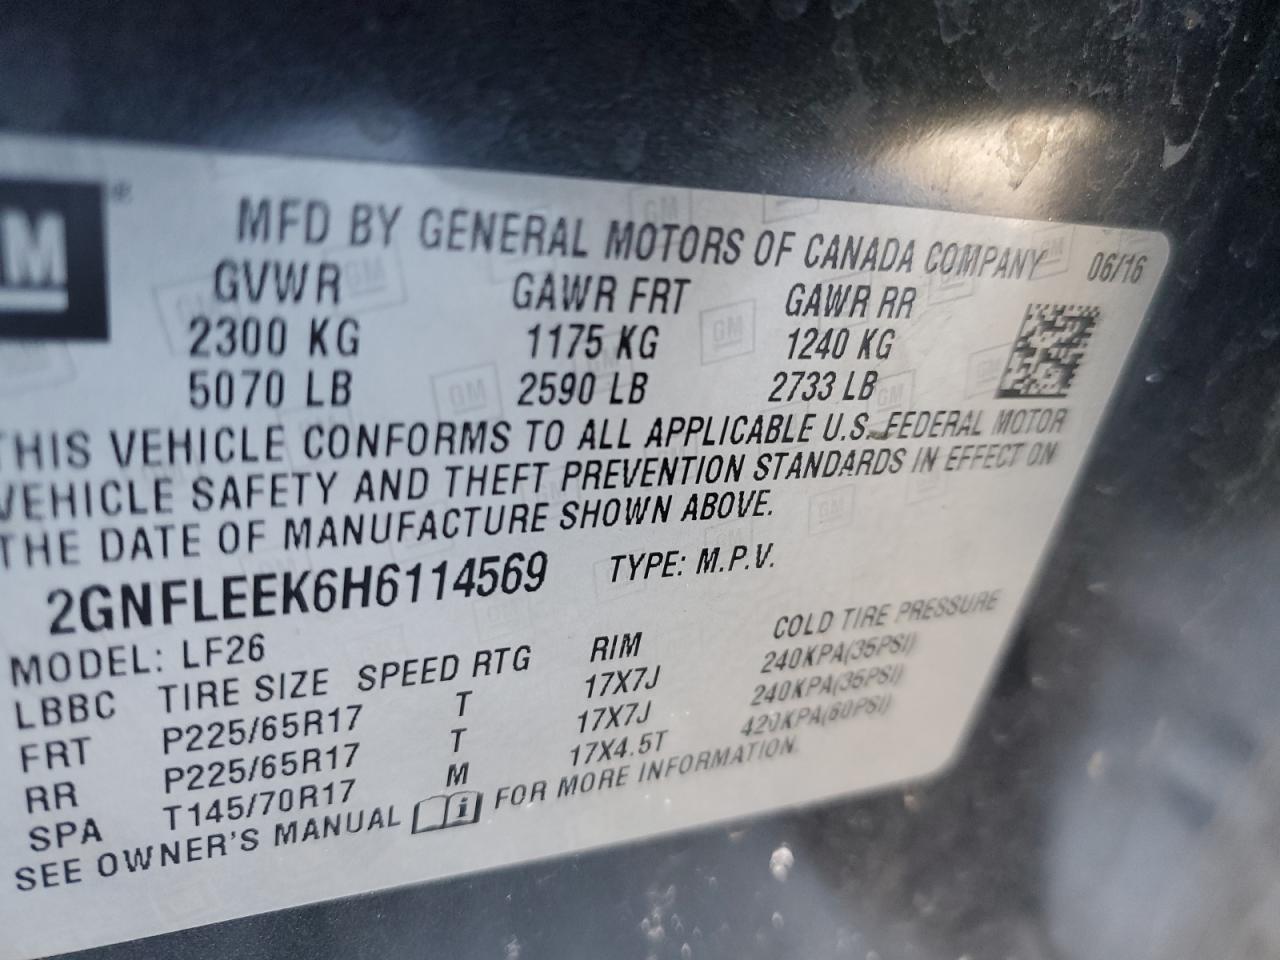 GM ®
MFD BY GENERAL MOTORS OF CANADA COMPANY 06/16
GVWR GAWR FRT GAWR RR
2300 KG 1175 KG 1240 KG
5070 LB 2590 LB 2733 LB
THIS VEHICLE CONFORMS TO ALL APPLICABLE U.S. FEDERAL MOTOR
VEHICLE SAFETY AND THEFT PREVENTION STANDARDS IN EFFECT ON
THE DATE OF MANUFACTURE SHOWN ABOVE.
2GNFLEEK6H6114569 TYPE: M.P.V.
MODEL: LF26
LBBC TIRE SIZE SPEED RTG RIM COLD TIRE PRESSURE
FRT P225/65R17 T 17X7J 240KPA(35PSI)
RR P225/65R17 T 17X7J 240KPA(35PSI)
SPA T145/70R17 M 17X4.5T 420KPA(60PSI)
SEE OWNER'S MANUAL FOR MORE INFORMATION.